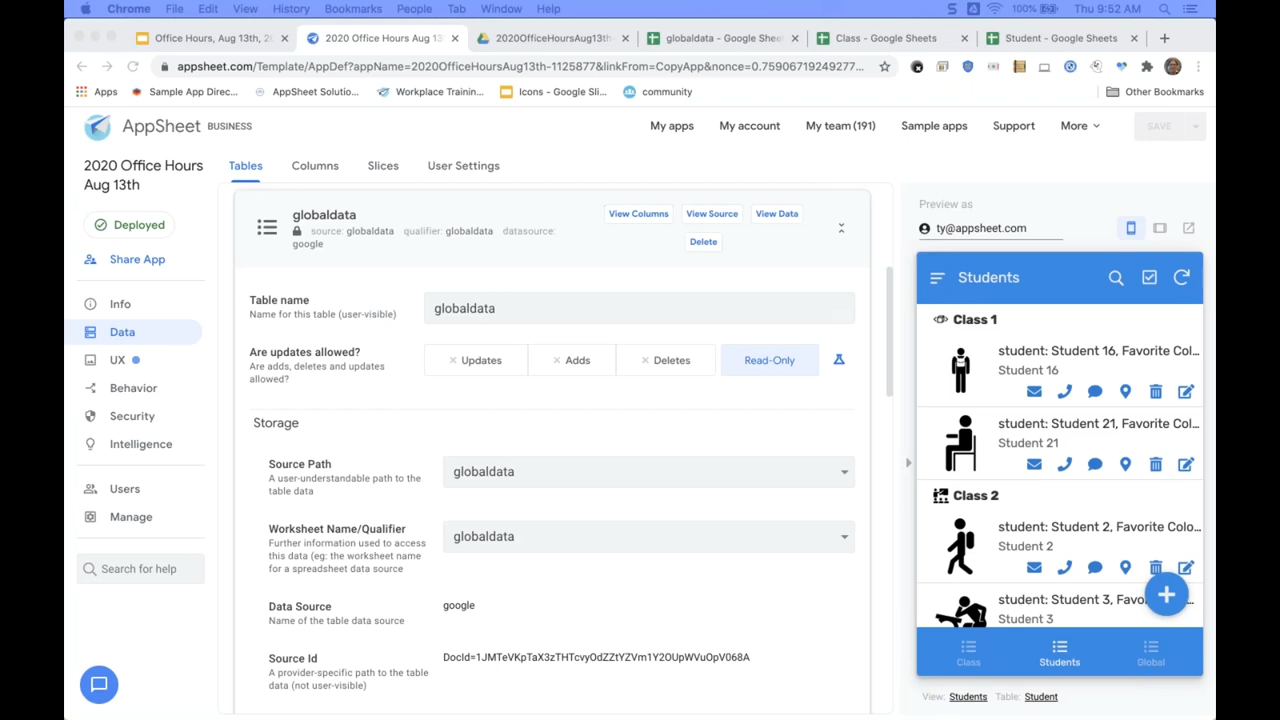 Chrome File Edit View History Bookmarks People Tab Window Help 100% Thu 9:52 AM
Office Hours, Aug 13th, 2
2020 Office Hours Aug 13
2020OfficeHoursAug13th-
globaldata - Google Shee
Class - Google Sheets
Student - Google Sheets
appsheet.com/Template/AppDef?appName=2020OfficeHoursAug13th-1125877&linkFrom=CopyApp&nonce=0.75906719249277...
Apps Sample App Direc... AppSheet Solutio... Workplace Trainin... Icons - Google Sli... community Other Bookmarks
AppSheet BUSINESS
My apps My account My team (191) Sample apps Support More SAVE
2020 Office Hours
Aug 13th
Deployed
Share App
Info
Data
UX
Behavior
Security
Intelligence
Users
Manage
Search for help
Tables Columns Slices User Settings
globaldata
source: globaldata qualifier: globaldata datasource:
google
View Columns View Source View Data
Delete
Table name
Name for this table (user-visible)
globaldata
Are updates allowed?
Are adds, deletes and updates
allowed?
Updates Adds Deletes Read-Only
Storage
Source Path
A user-understandable path to the
table data
globaldata
Worksheet Name/Qualifier
Further information used to access
this data (eg: the worksheet name
for a spreadsheet data source
globaldata
Data Source
Name of the table data source
google
Source Id
A provider-specific path to the table
data (not user-visible)
DocId=1JMTeVKpTaX3zTHTcvyOdZZtYZVm1Y2OUpWVuOpV068A
Preview as
ty@appsheet.com
Students
Class 1
student: Student 16, Favorite Col...
Student 16
student: Student 21, Favorite Col...
Student 21
Class 2
student: Student 2, Favorite Colo...
Student 2
student: Student 3, Favo
Student 3
Class Students Global
View: Students Table: Student